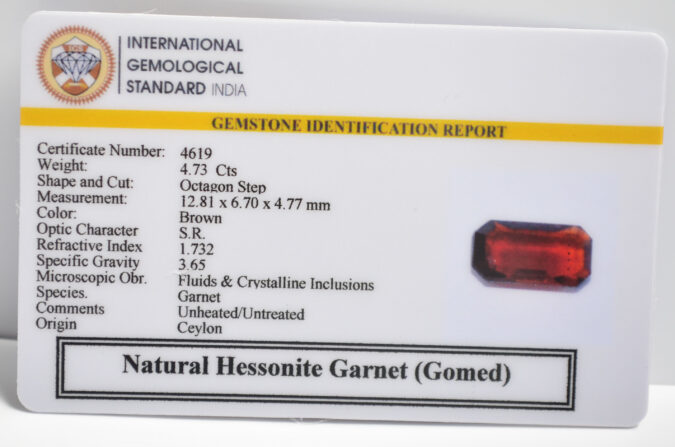 IGS
INTERNATIONAL
GEMOLOGICAL
STANDARD INDIA
GEMSTONE IDENTIFICATION REPORT
Certificate Number: 4619
Weight: 4.73 Cts
Shape and Cut: Octagon Step
Measurement: 12.81 x 6.70 x 4.77 mm
Color: Brown
Optic Character S.R.
Refractive Index 1.732
Specific Gravity 3.65
Microscopic Obr. Fluids & Crystalline Inclusions
Species. Garnet
Comments Unheated/Untreated
Origin Ceylon
Natural Hessonite Garnet (Gomed)